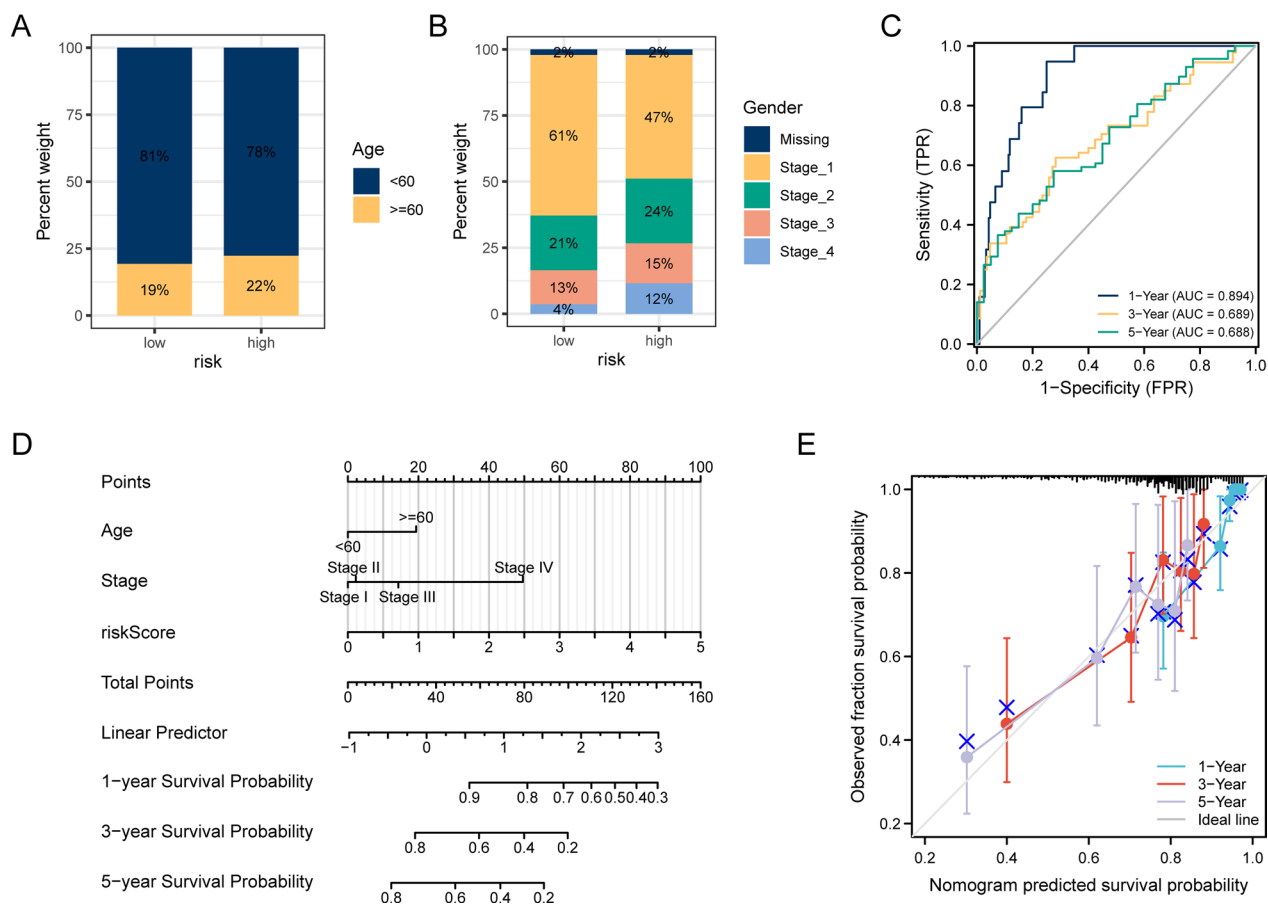 A
100
75
50
25
0
Percent weight
81%
78%
19%
22%
low
high
risk
Age
<60
>=60
B
100
75
50
25
0
Percent weight
2%
2%
61%
47%
21%
24%
13%
15%
4%
12%
low
high
risk
Gender
Missing
Stage_1
Stage_2
Stage_3
Stage_4
C
1.0
0.8
0.6
0.4
0.2
0.0
Sensitivity (TPR)
1−Year (AUC = 0.894)
3−Year (AUC = 0.689)
5−Year (AUC = 0.688)
0.0 0.2 0.4 0.6 0.8 1.0
1−Specificity (FPR)
D
0 20 40 60 80 100
Points
Age
>=60
<60
Stage
Stage II
Stage IV
Stage I
Stage III
riskScore
0 1 2 3 4 5
Total Points
0 40 80 120 160
Linear Predictor
−1 0 1 2 3
1−year Survival Probability
0.9 0.8 0.7 0.6 0.5 0.4 0.3
3−year Survival Probability
0.8 0.6 0.4 0.2
5−year Survival Probability
0.8 0.6 0.4 0.2
E
1.0
0.8
0.6
0.4
0.2
Observed fraction survival probability
1−Year
3−Year
5−Year
Ideal line
0.2 0.4 0.6 0.8 1.0
Nomogram predicted survival probability